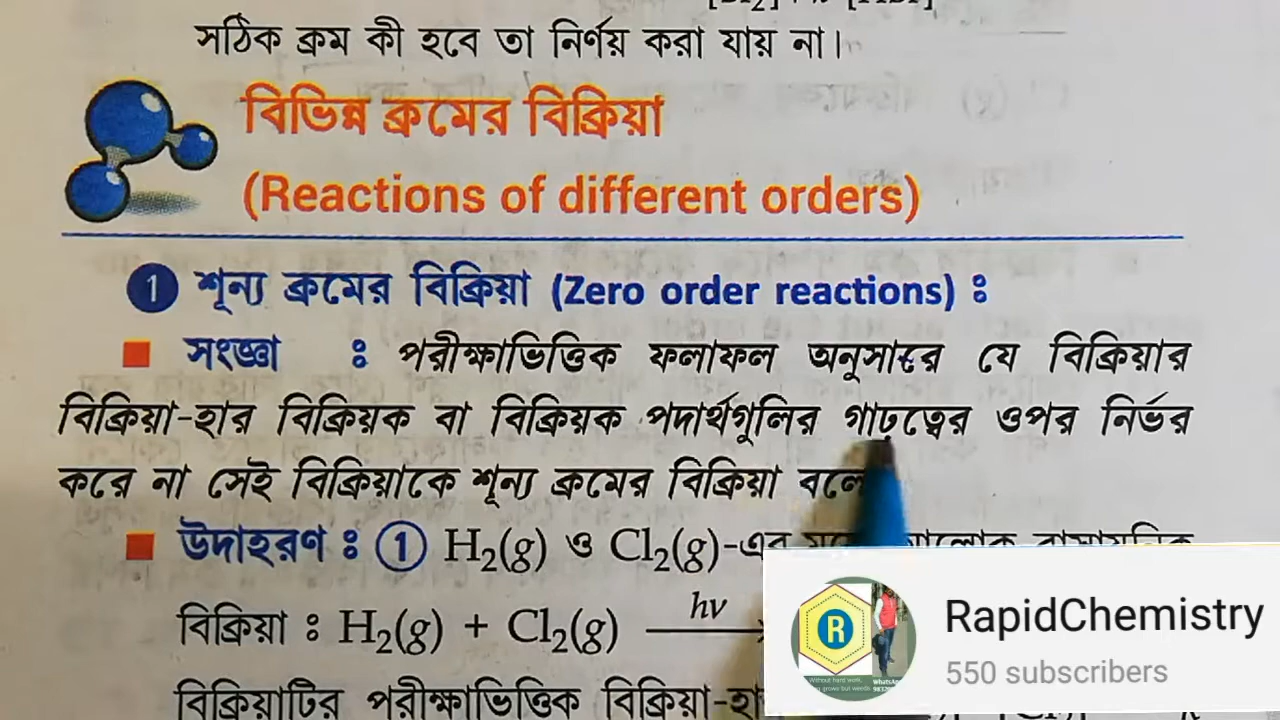 সঠিক ক্রম কী হবে তা নির্ণয় করা যায় না।
বিভিন্ন ক্রমের বিক্রিয়া
(Reactions of different orders)
1 শূন্য ক্রমের বিক্রিয়া (Zero order reactions) ঃ
সংজ্ঞা ঃ পরীক্ষাভিত্তিক ফলাফল অনুসারে যে বিক্রিয়ার
বিক্রিয়া-হার বিক্রিয়ক বা বিক্রিয়ক পদার্থগুলির গাঢ়ত্বের ওপর নির্ভর
করে না সেই বিক্রিয়াকে শূন্য ক্রমের বিক্রিয়া বলে
উদাহরণ ঃ ① H₂(g) ও Cl₂(g)-এর
বিক্রিয়া ঃ H₂(g) + Cl₂(g) hν
বিক্রিয়াটির পরীক্ষাভিত্তিক
R
RapidChemistry
550 subscribers